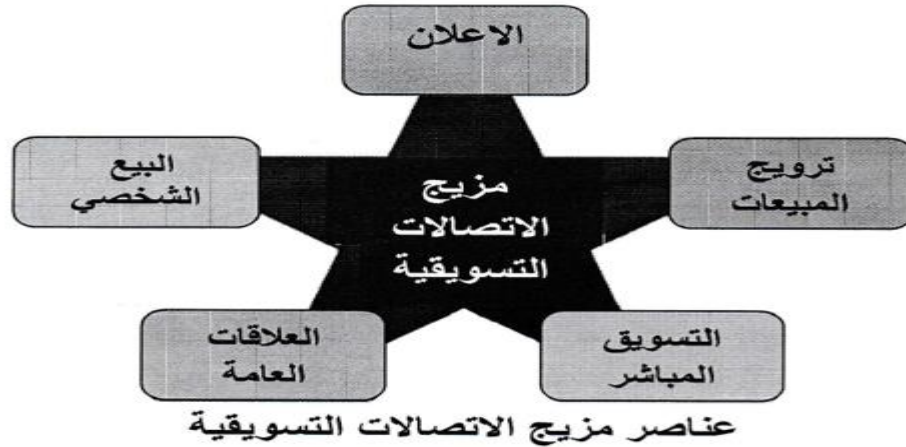 الاعلان
ترويج
المبيعات
البيع
الشخصي
مزيج
الاتصالات
التسويقية
التسويق
المباشر
العلاقات
العامة
عناصر مزيج الاتصالات التسويقية